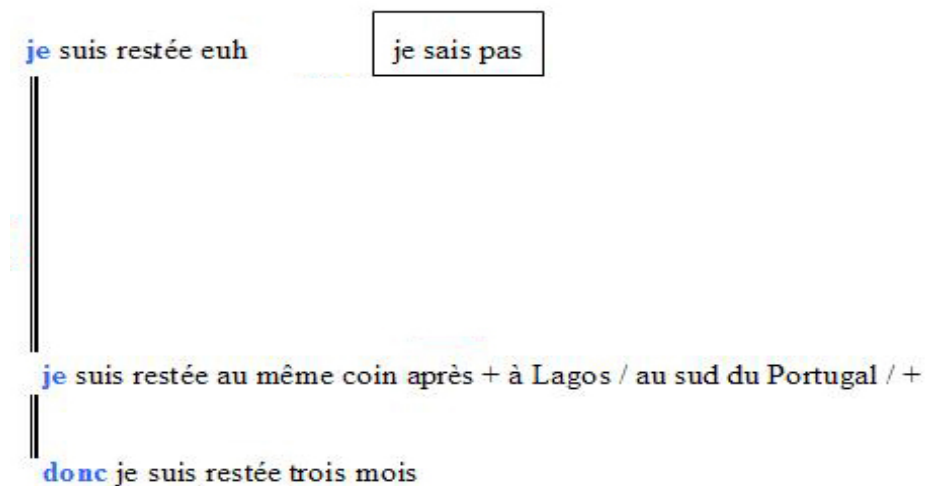 je suis restée euh je sais pas
je suis restée au même coin après + à Lagos / au sud du Portugal / +
donc je suis restée trois mois